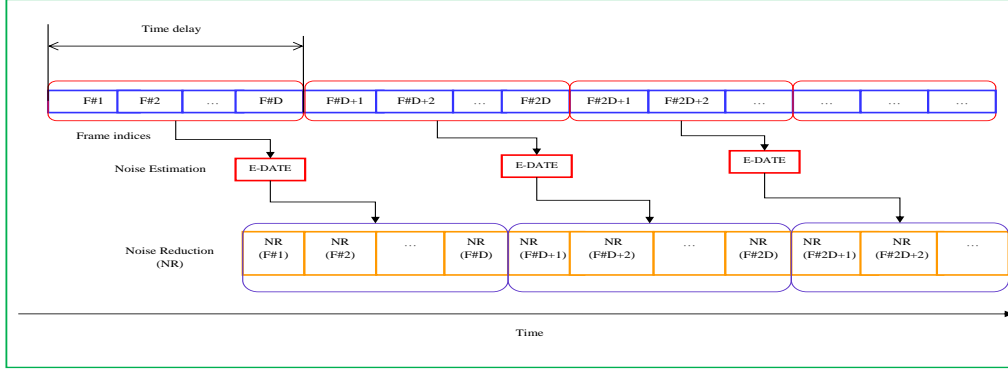 Time delay
F#1 F#2 ... F#D F#D+1 F#D+2 ... F#2D F#2D+1 F#2D+2 ... ... ... ...
Frame indices
Noise Estimation E-DATE E-DATE E-DATE
Noise Reduction
(NR)
NR NR ... NR NR NR ... NR NR NR ...
(F#1) (F#2) (F#D) (F#D+1) (F#D+2) (F#2D) (F#2D+1) (F#2D+2)
Time